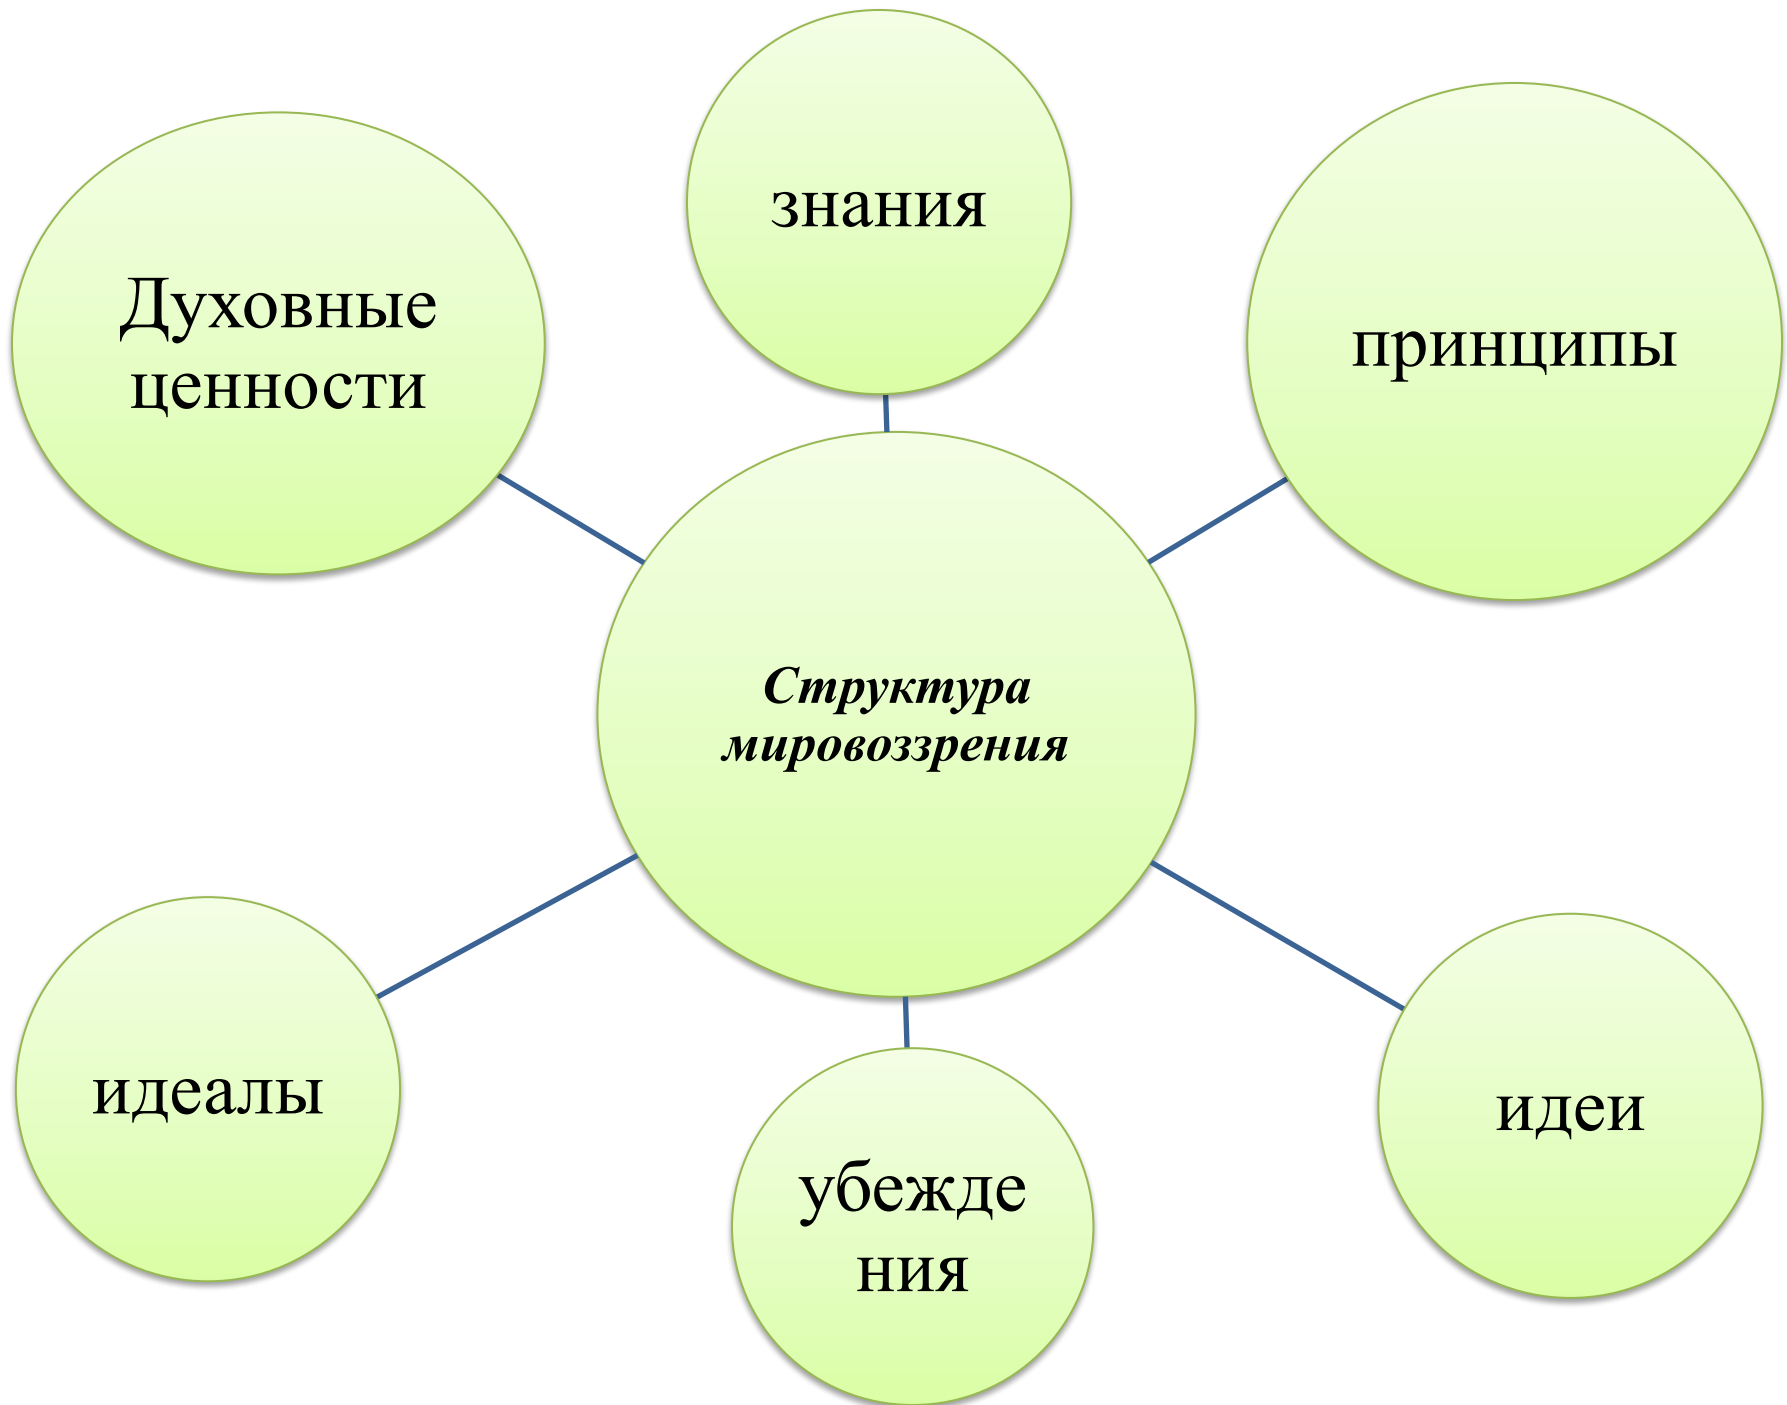 знания
Духовные
ценности
принципы
Структура
мировоззрения
идеалы
идеи
убежде
ния